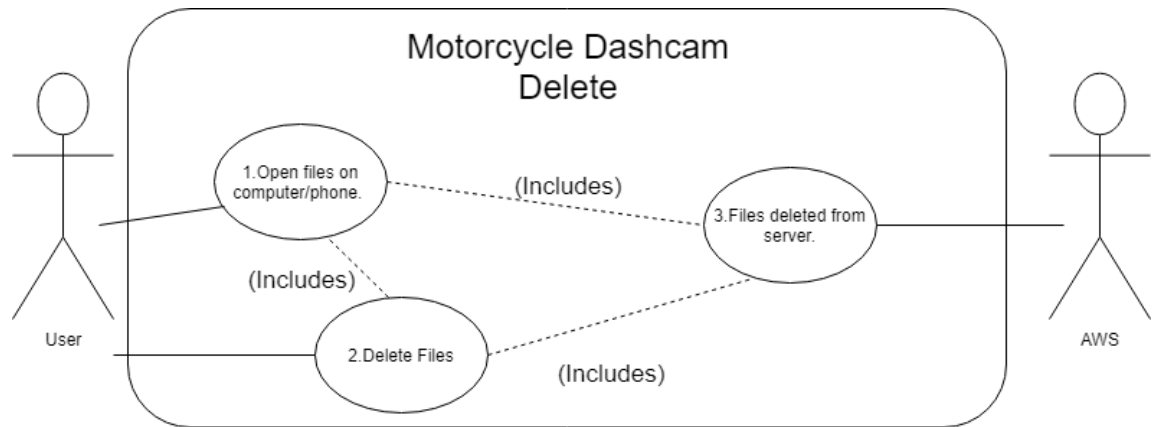 Motorcycle Dashcam
Delete
1.Open files on
computer/phone.
(Includes)
3.Files deleted from
server.
(Includes)
User
2.Delete Files
(Includes)
AWS